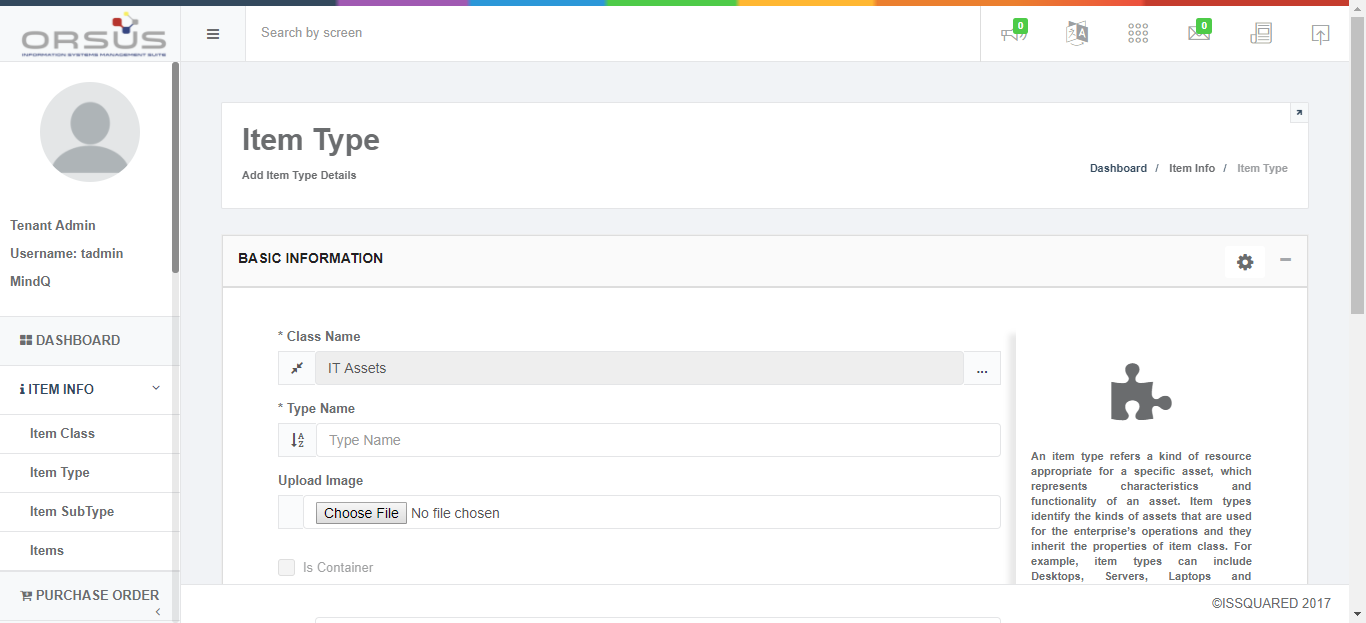 ORSUS
INFORMATION SYSTEMS MANAGEMENT SUITE
Search by screen
0
A
0
Tenant Admin
Username: tadmin
MindQ
DASHBOARD
ITEM INFO
Item Class
Item Type
Item SubType
Items
PURCHASE ORDER
Item Type
Add Item Type Details
Dashboard / Item Info / Item Type
BASIC INFORMATION
* Class Name
IT Assets
...
* Type Name
A
Z
Type Name
Upload Image
Choose File No file chosen
Is Container
An item type refers a kind of resource
appropriate for a specific asset, which
represents characteristics and
functionality of an asset. Item types
identify the kinds of assets that are used
for the enterprise's operations and they
inherit the properties of item class. For
example, item types can include
Desktops, Servers, Laptops and
©ISSQUARED 2017